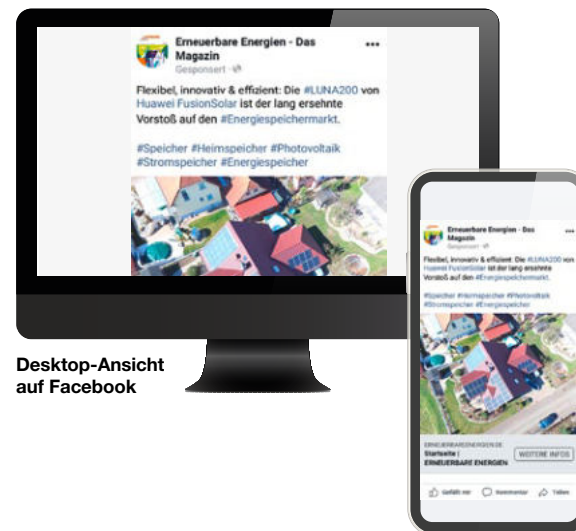 Erneuerbare Energien - Das
Magazin
Gesponsert ·
Flexibel, innovativ & effizient: Die #LUNA200 von
Huawei FusionSolar ist der lang ersehnte
Vorstoß auf den #Energiespeichermarkt.
#Speicher #Heimspeicher #Photovoltaik
#Stromspeicher #Energiespeicher
Desktop-Ansicht
auf Facebook
Erneuerbare Energien - Das
Magazin
Gesponsert ·
Flexibel, innovativ & effizient: Die #LUNA200 von
Huawei FusionSolar ist der lang ersehnte
Vorstoß auf den #Energiespeichermarkt.
#Speicher #Heimspeicher #Photovoltaik
#Stromspeicher #Energiespeicher
ERNEUERBAREENERGIEN.DE
Startseite |
ERNEUERBARE ENERGIEN
WEITERE INFOS
Gefällt mir Kommentar Teilen